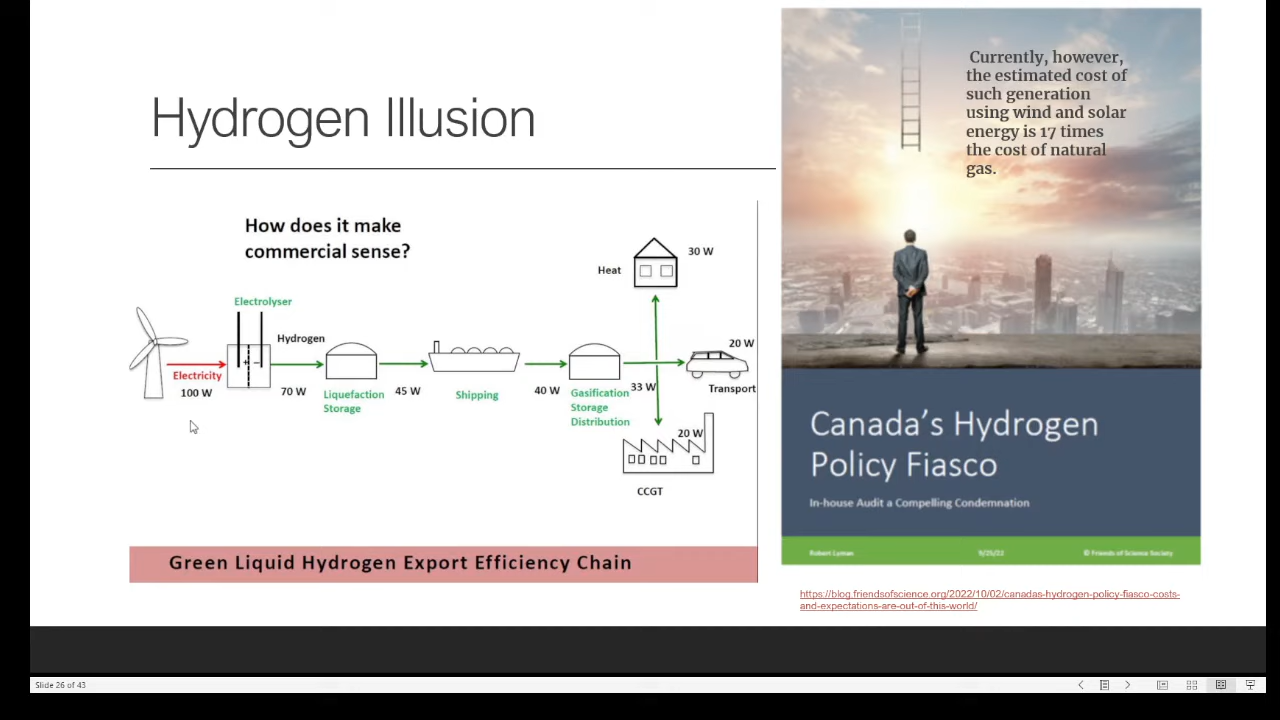 Hydrogen Illusion
How does it make
commercial sense?
Electrolyser
Hydrogen
Electricity
100 W
70 W
Liquefaction
Storage
45 W
Shipping
40 W
Gasification
Storage
Distribution
33 W
Heat
30 W
20 W
Transport
20 W
CCGT
Green Liquid Hydrogen Export Efficiency Chain
Currently, however,
the estimated cost of
such generation
using wind and solar
energy is 17 times
the cost of natural
gas.
Canada's Hydrogen
Policy Fiasco
In-house Audit a Compelling Condemnation
Robert Lyman
© Friends of Science Society
https://blog.friendsofscience.org/2022/10/02/canadas-hydrogen-policy-fiasco-costs-
and-expectations-are-out-of-this-world/
Slide 26 of 43